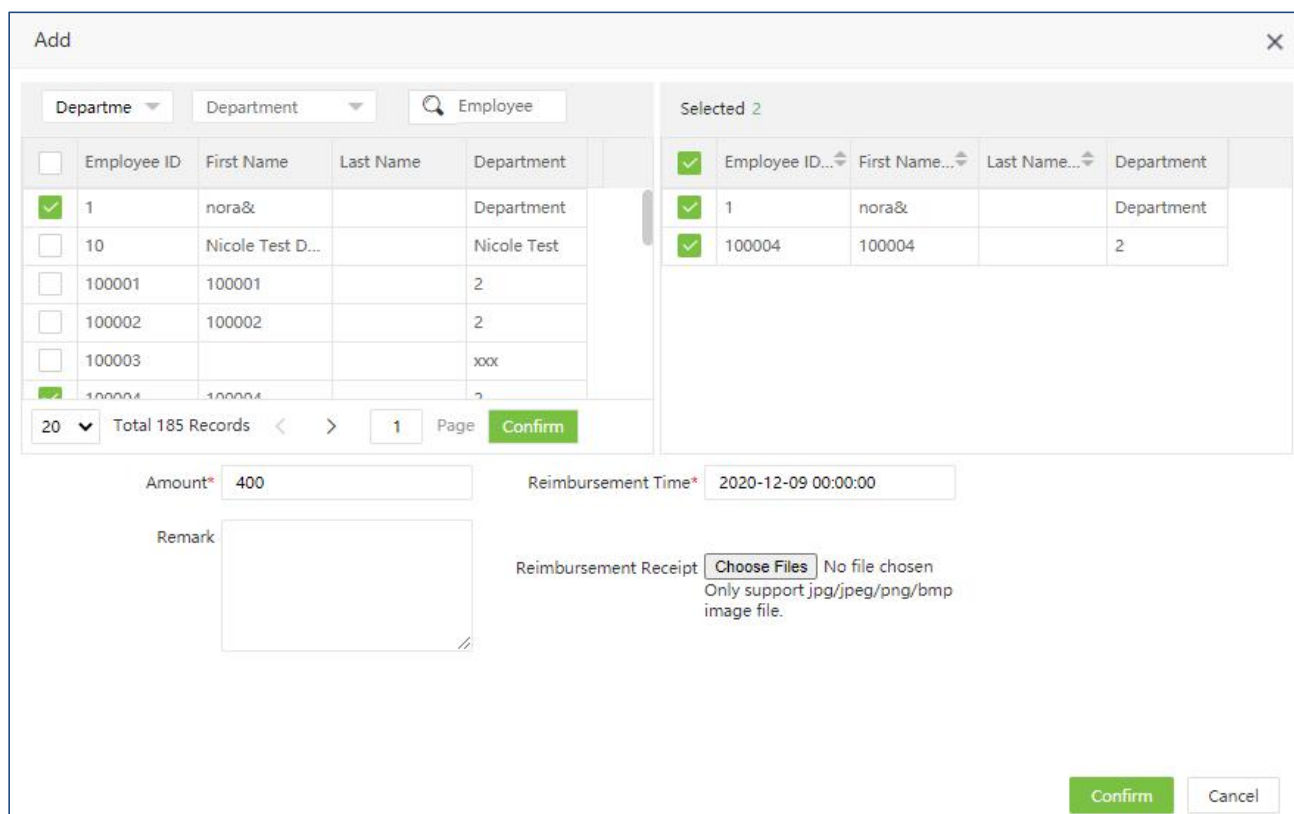 Add
Departme Department Employee Selected 2
Employee ID First Name Last Name Department Employee ID... First Name... Last Name... Department
1 nora& Department 1 nora& Department
10 Nicole Test D... Nicole Test 100004 100004 2
100001 100001 2
100002 100002 2
100003 xxx
100004 100004 2
20 Total 185 Records < > 1 Page Confirm
Amount* 400 Reimbursement Time* 2020-12-09 00:00:00
Remark
Reimbursement Receipt Choose Files No file chosen
Only support jpg/jpeg/png/bmp
image file.
Confirm Cancel